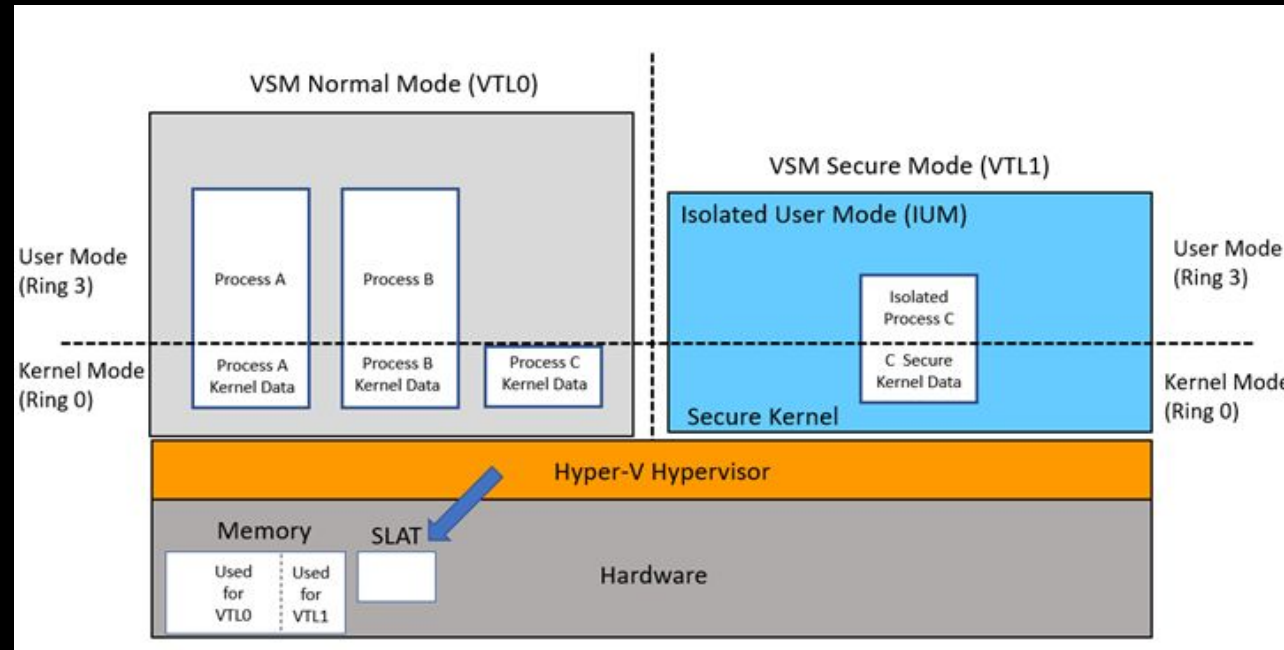 VSM Normal Mode (VTL0)
VSM Secure Mode (VTL1)
Isolated User Mode (IUM)
User Mode
(Ring 3)
Process A
Process B
Isolated
Process C
User Mode
(Ring 3)
Kernel Mode
(Ring 0)
Process A
Kernel Data
Process B
Kernel Data
Process C
Kernel Data
C Secure
Kernel Data
Kernel Mode
(Ring 0)
Secure Kernel
Hyper-V Hypervisor
Memory
SLAT
Used
for
VTL0
Used
for
VTL1
Hardware